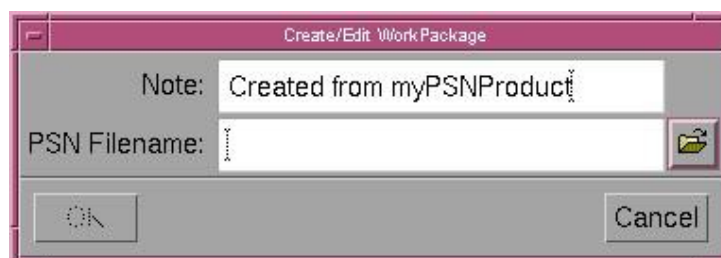 Create/Edit WorkPackage
Note: Created from myPSNProduct
PSN Filename:
OK Cancel